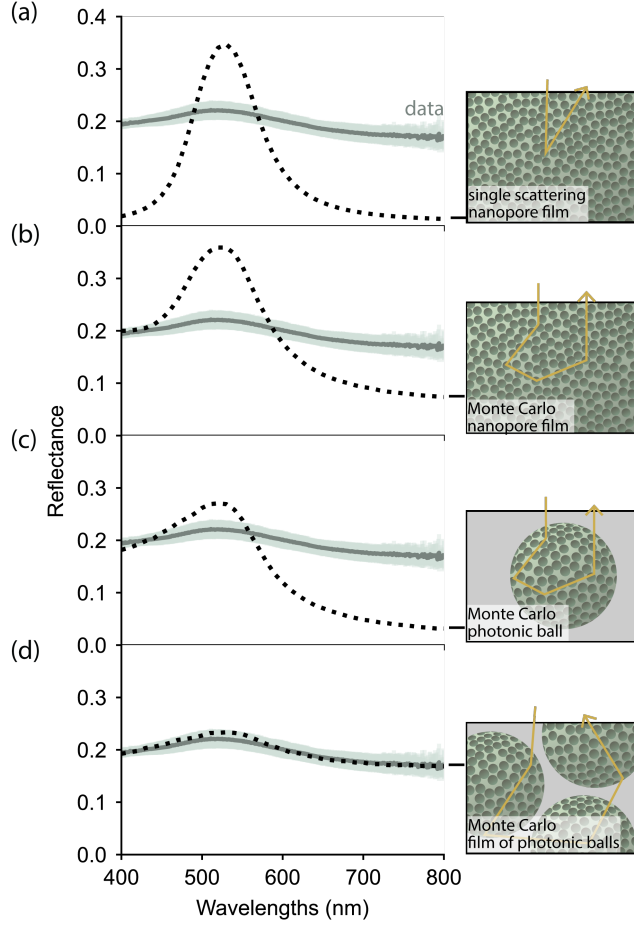 (a)
0.4
0.3
0.2
0.1
0.0
data
single scattering
nanopore film
(b)
0.3
0.2
0.1
0.0
Monte Carlo
nanopore film
(c)
0.3
0.2
0.1
0.0
Monte Carlo
photonic ball
(d)
0.3
0.2
0.1
0.0
Monte Carlo
film of photonic balls
Reflectance
400 500 600 700 800
Wavelengths (nm)